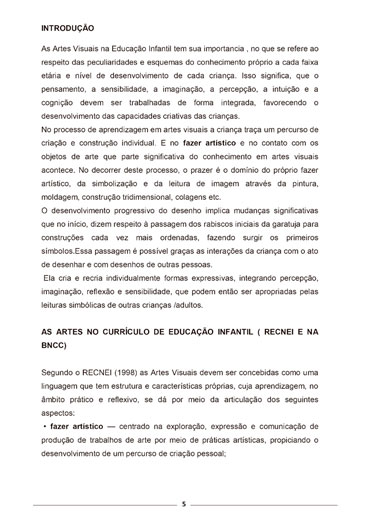 INTRODUÇÃO
As Artes Visuais na Educação Infantil tem sua importancia , no que se refere ao
respeito das peculiaridades e esquemas do conhecimento próprio a cada faixa
etária e nível de desenvolvimento de cada criança. Isso significa, que o
pensamento, a sensibilidade, a imaginação, a percepção, a intuição e a
cognição devem ser trabalhadas de forma integrada, favorecendo o
desenvolvimento das capacidades criativas das crianças.
No processo de aprendizagem em artes visuais a criança traça um percurso de
criação e construção individual. E no fazer artístico e no contato com os
objetos de arte que parte significativa do conhecimento em artes visuais
acontece. No decorrer deste processo, o prazer é o domínio do próprio fazer
artístico, da simbolização e da leitura de imagem através da pintura,
moldagem, construção tridimensional, colagens etc.
O desenvolvimento progressivo do desenho implica mudanças significativas
que no início, dizem respeito à passagem dos rabiscos iniciais da garatuja para
construções cada vez mais ordenadas, fazendo surgir os primeiros
símbolos.Essa passagem é possível graças as interações da criança com o ato
de desenhar e com desenhos de outras pessoas.
Ela cria e recria individualmente formas expressivas, integrando percepção,
imaginação, reflexão e sensibilidade, que podem então ser apropriadas pelas
leituras simbólicas de outras crianças /adultos.
AS ARTES NO CURRÍCULO DE EDUCAÇÃO INFANTIL ( RECNEI E NA
BNCC)
Segundo o RECNEI (1998) as Artes Visuais devem ser concebidas como uma
linguagem que tem estrutura e características próprias, cuja aprendizagem, no
âmbito prático e reflexivo, se dá por meio da articulação dos seguintes
aspectos:
• fazer artístico — centrado na exploração, expressão e comunicação de
produção de trabalhos de arte por meio de práticas artísticas, propiciando o
desenvolvimento de um percurso de criação pessoal;
5